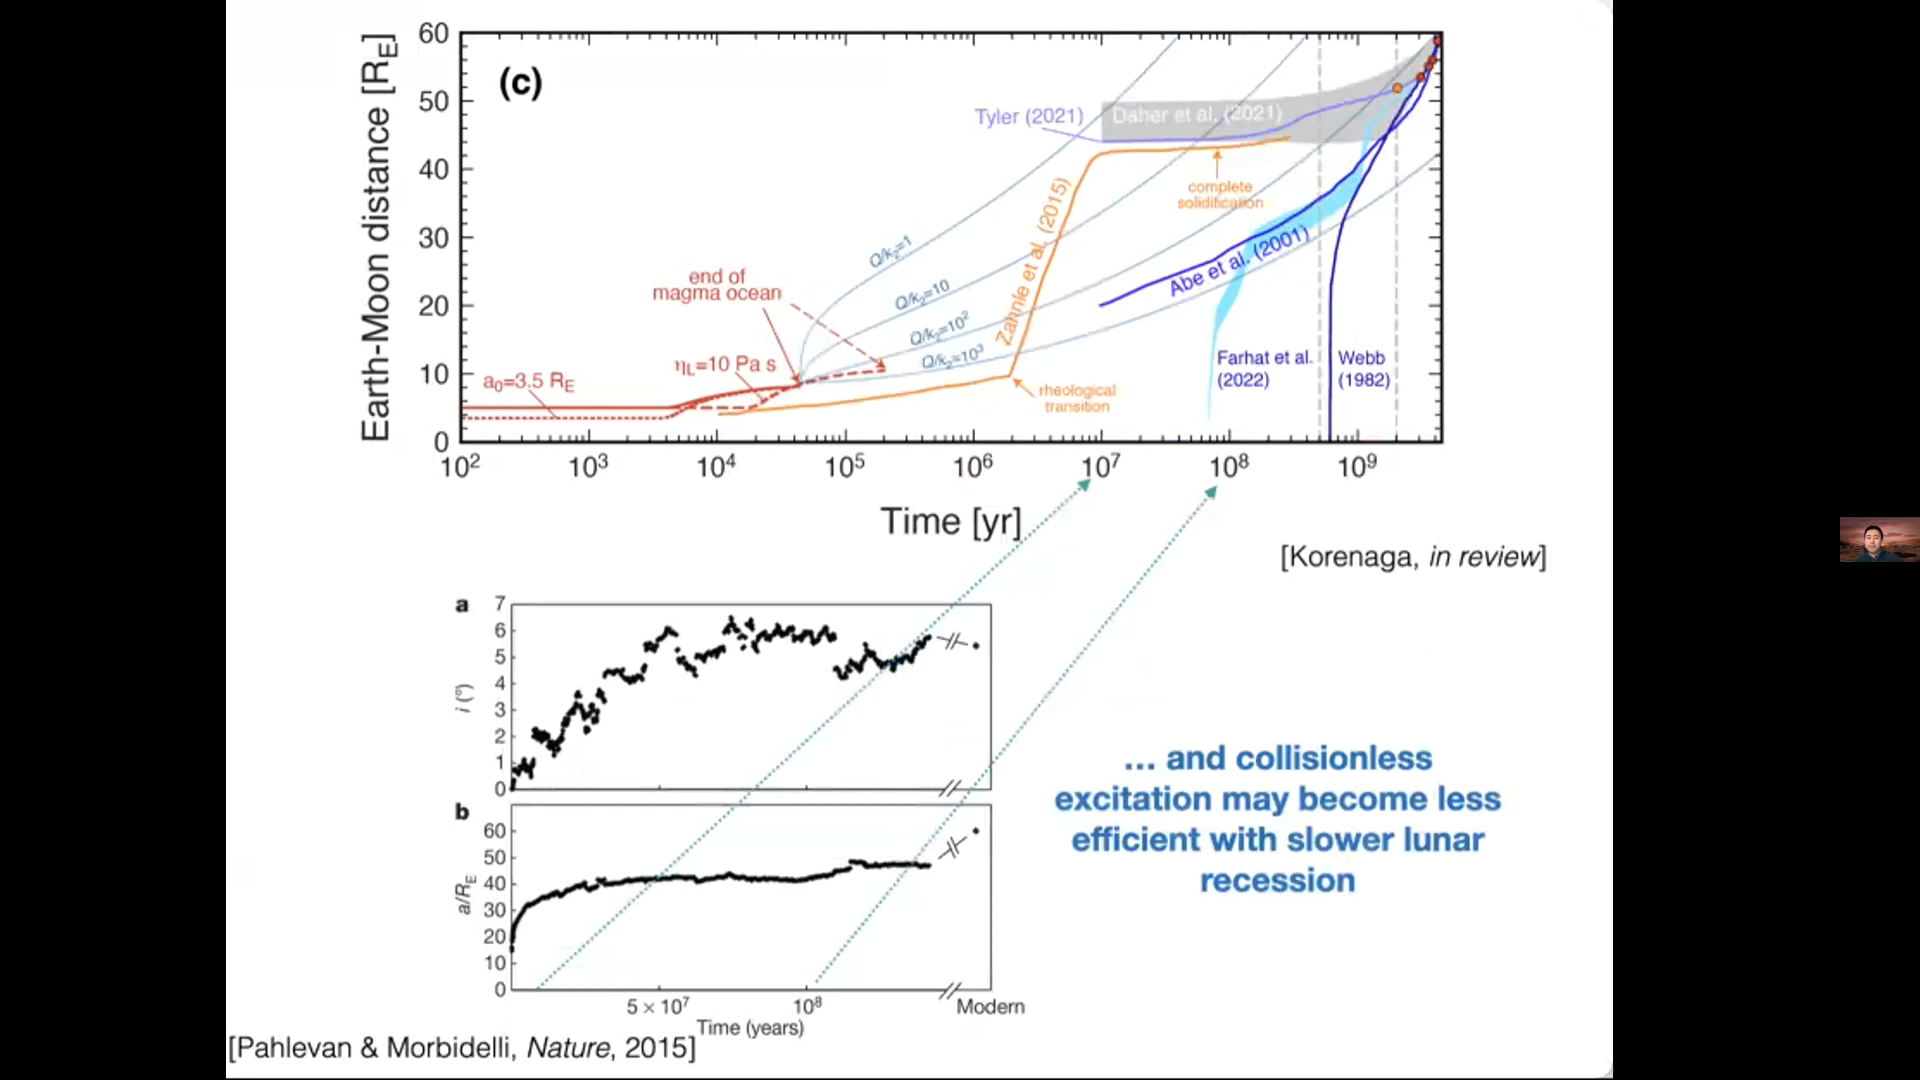 (c)
Earth-Moon distance [R_E]
60
50
40
30
20
10
0
Tyler (2021)
Daher et al. (2021)
complete
solidification
Zahnle et al. (2015)
Q/k₂=1
Q/k₂=10
Q/k₂=10²
Q/k₂=10³
end of
magma ocean
η_L=10 Pa s
a₀=3.5 R_E
rheological
transition
Abe et al. (2001)
Farhat et al.
(2022)
Webb
(1982)
10² 10³ 10⁴ 10⁵ 10⁶ 10⁷ 10⁸ 10⁹
Time [yr]
[Korenaga, in review]
a
7
6
5
4
3
2
1
0
i (°)
b
60
50
40
30
20
10
0
a/R_E
5 × 10⁷ 10⁸ Modern
Time (years)
[Pahlevan & Morbidelli, Nature, 2015]
... and collisionless
excitation may become less
efficient with slower lunar
recession